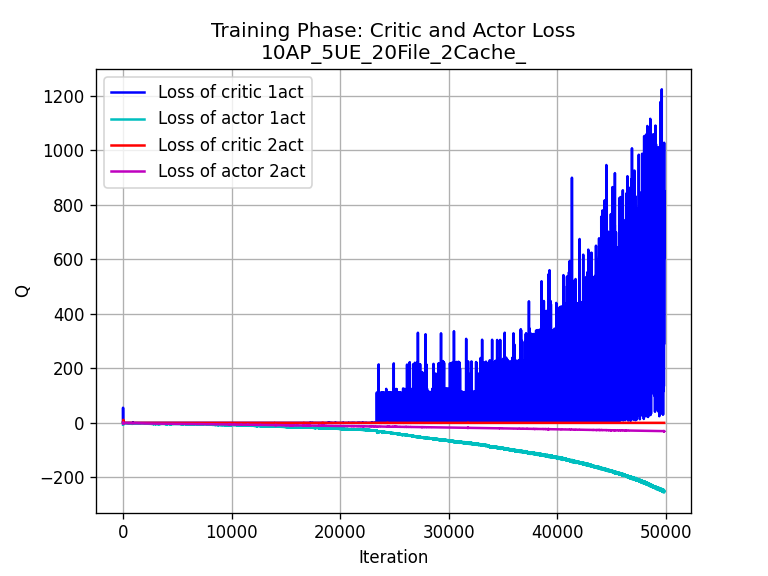 Training Phase: Critic and Actor Loss
10AP_5UE_20File_2Cache_
Loss of critic 1act
Loss of actor 1act
Loss of critic 2act
Loss of actor 2act
Q
1200
1000
800
600
400
200
0
−200
0 10000 20000 30000 40000 50000
Iteration